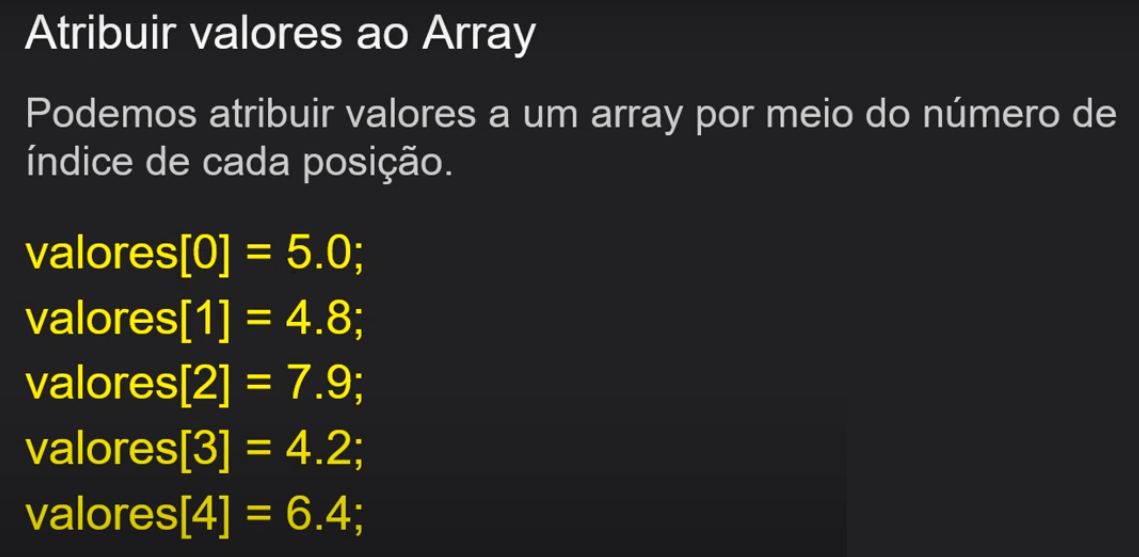 Atribuir valores ao Array
Podemos atribuir valores a um array por meio do número de
índice de cada posição.
valores[0] = 5.0;
valores[1] = 4.8;
valores[2] = 7.9;
valores[3] = 4.2;
valores[4] = 6.4;